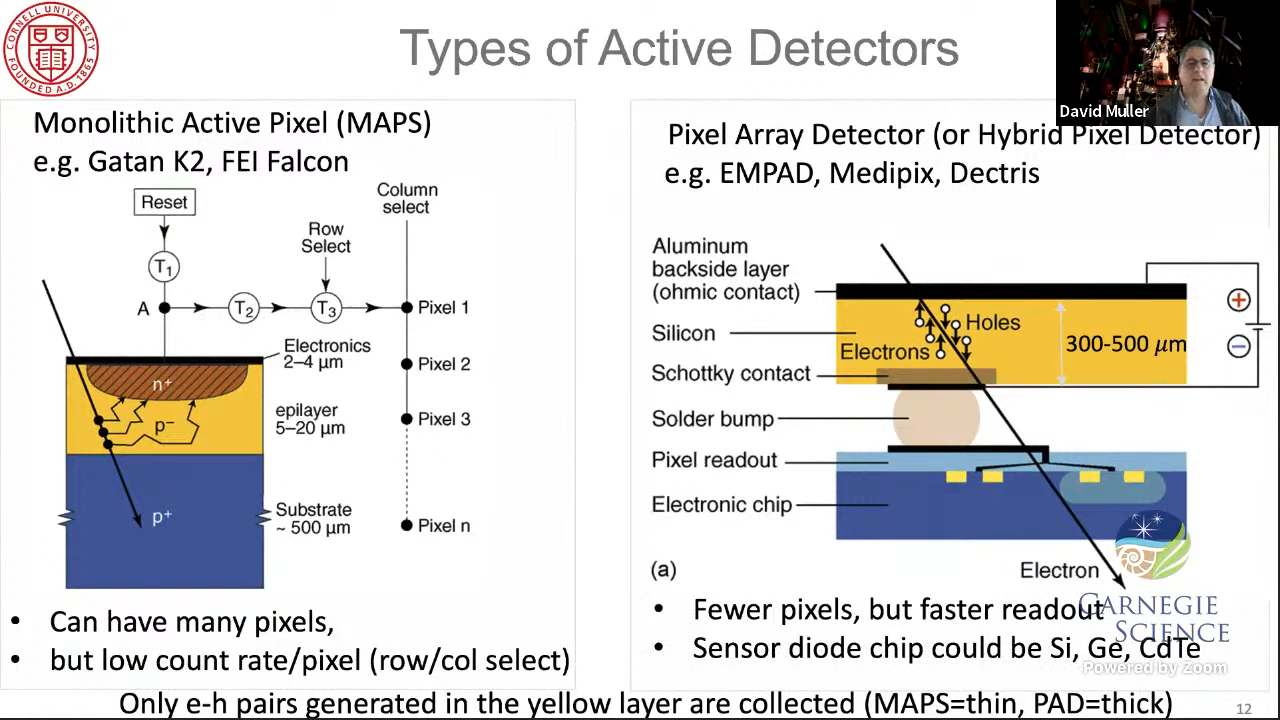 CORNELL UNIVERSITY
FOUNDED A.D. 1865
Types of Active Detectors
David Muller
Monolithic Active Pixel (MAPS)
e.g. Gatan K2, FEI Falcon
Reset
Column
select
Row
Select
T1
A
T2
T3
Pixel 1
Electronics
2–4 µm
Pixel 2
n+
epilayer
5–20 µm
p–
Pixel 3
Substrate
~ 500 µm
p+
Pixel n
Can have many pixels,
but low count rate/pixel (row/col select)
Pixel Array Detector (or Hybrid Pixel Detector)
e.g. EMPAD, Medipix, Dectris
Aluminum
backside layer
(ohmic contact)
+
Holes
Silicon
300-500 µm
–
Electrons
Schottky contact
Solder bump
Pixel readout
Electronic chip
(a)
Electron
Fewer pixels, but faster readout
Sensor diode chip could be Si, Ge, CdTe
CARNEGIE
SCIENCE
Powered by Zoom
Only e-h pairs generated in the yellow layer are collected (MAPS=thin, PAD=thick)
12